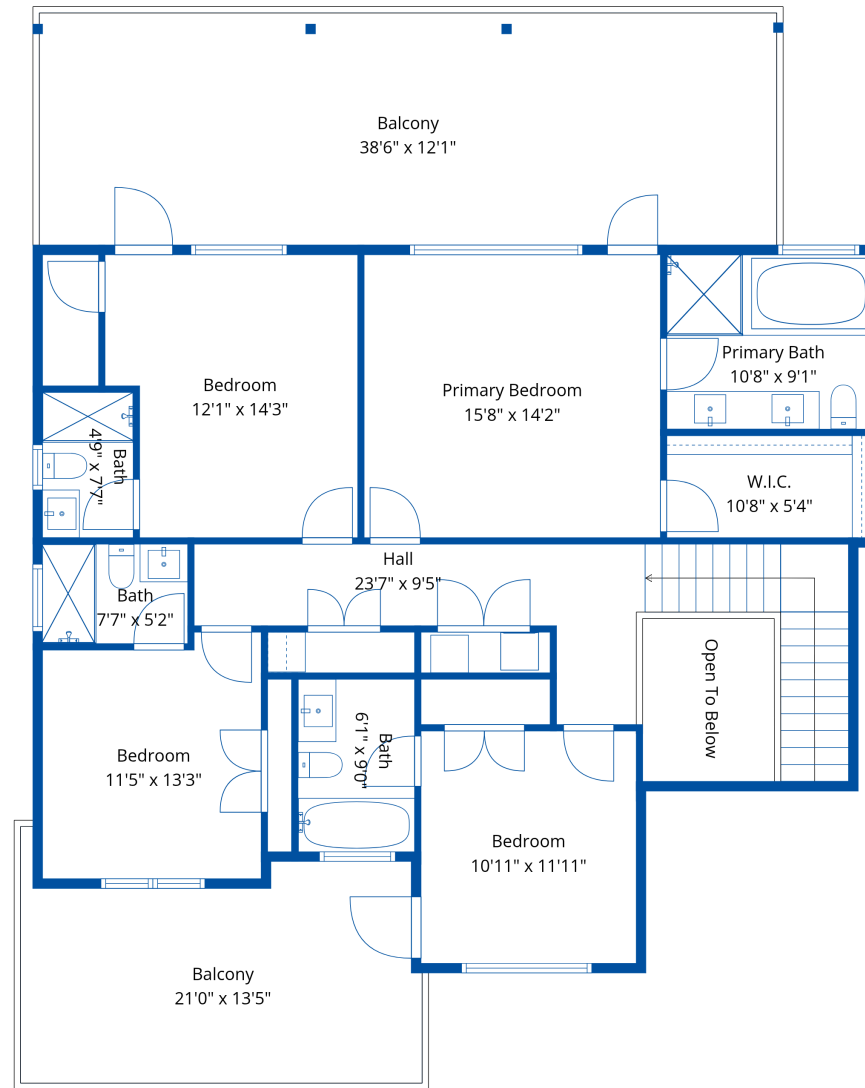 Balcony
38'6" x 12'1"
Bedroom
12'1" x 14'3"
Primary Bedroom
15'8" x 14'2"
Primary Bath
10'8" x 9'1"
Bath
4'9" x 7'7"
W.I.C.
10'8" x 5'4"
Hall
23'7" x 9'5"
Bath
7'7" x 5'2"
Open To Below
Bedroom
11'5" x 13'3"
Bath
6'1" x 9'0"
Bedroom
10'11" x 11'11"
Balcony
21'0" x 13'5"